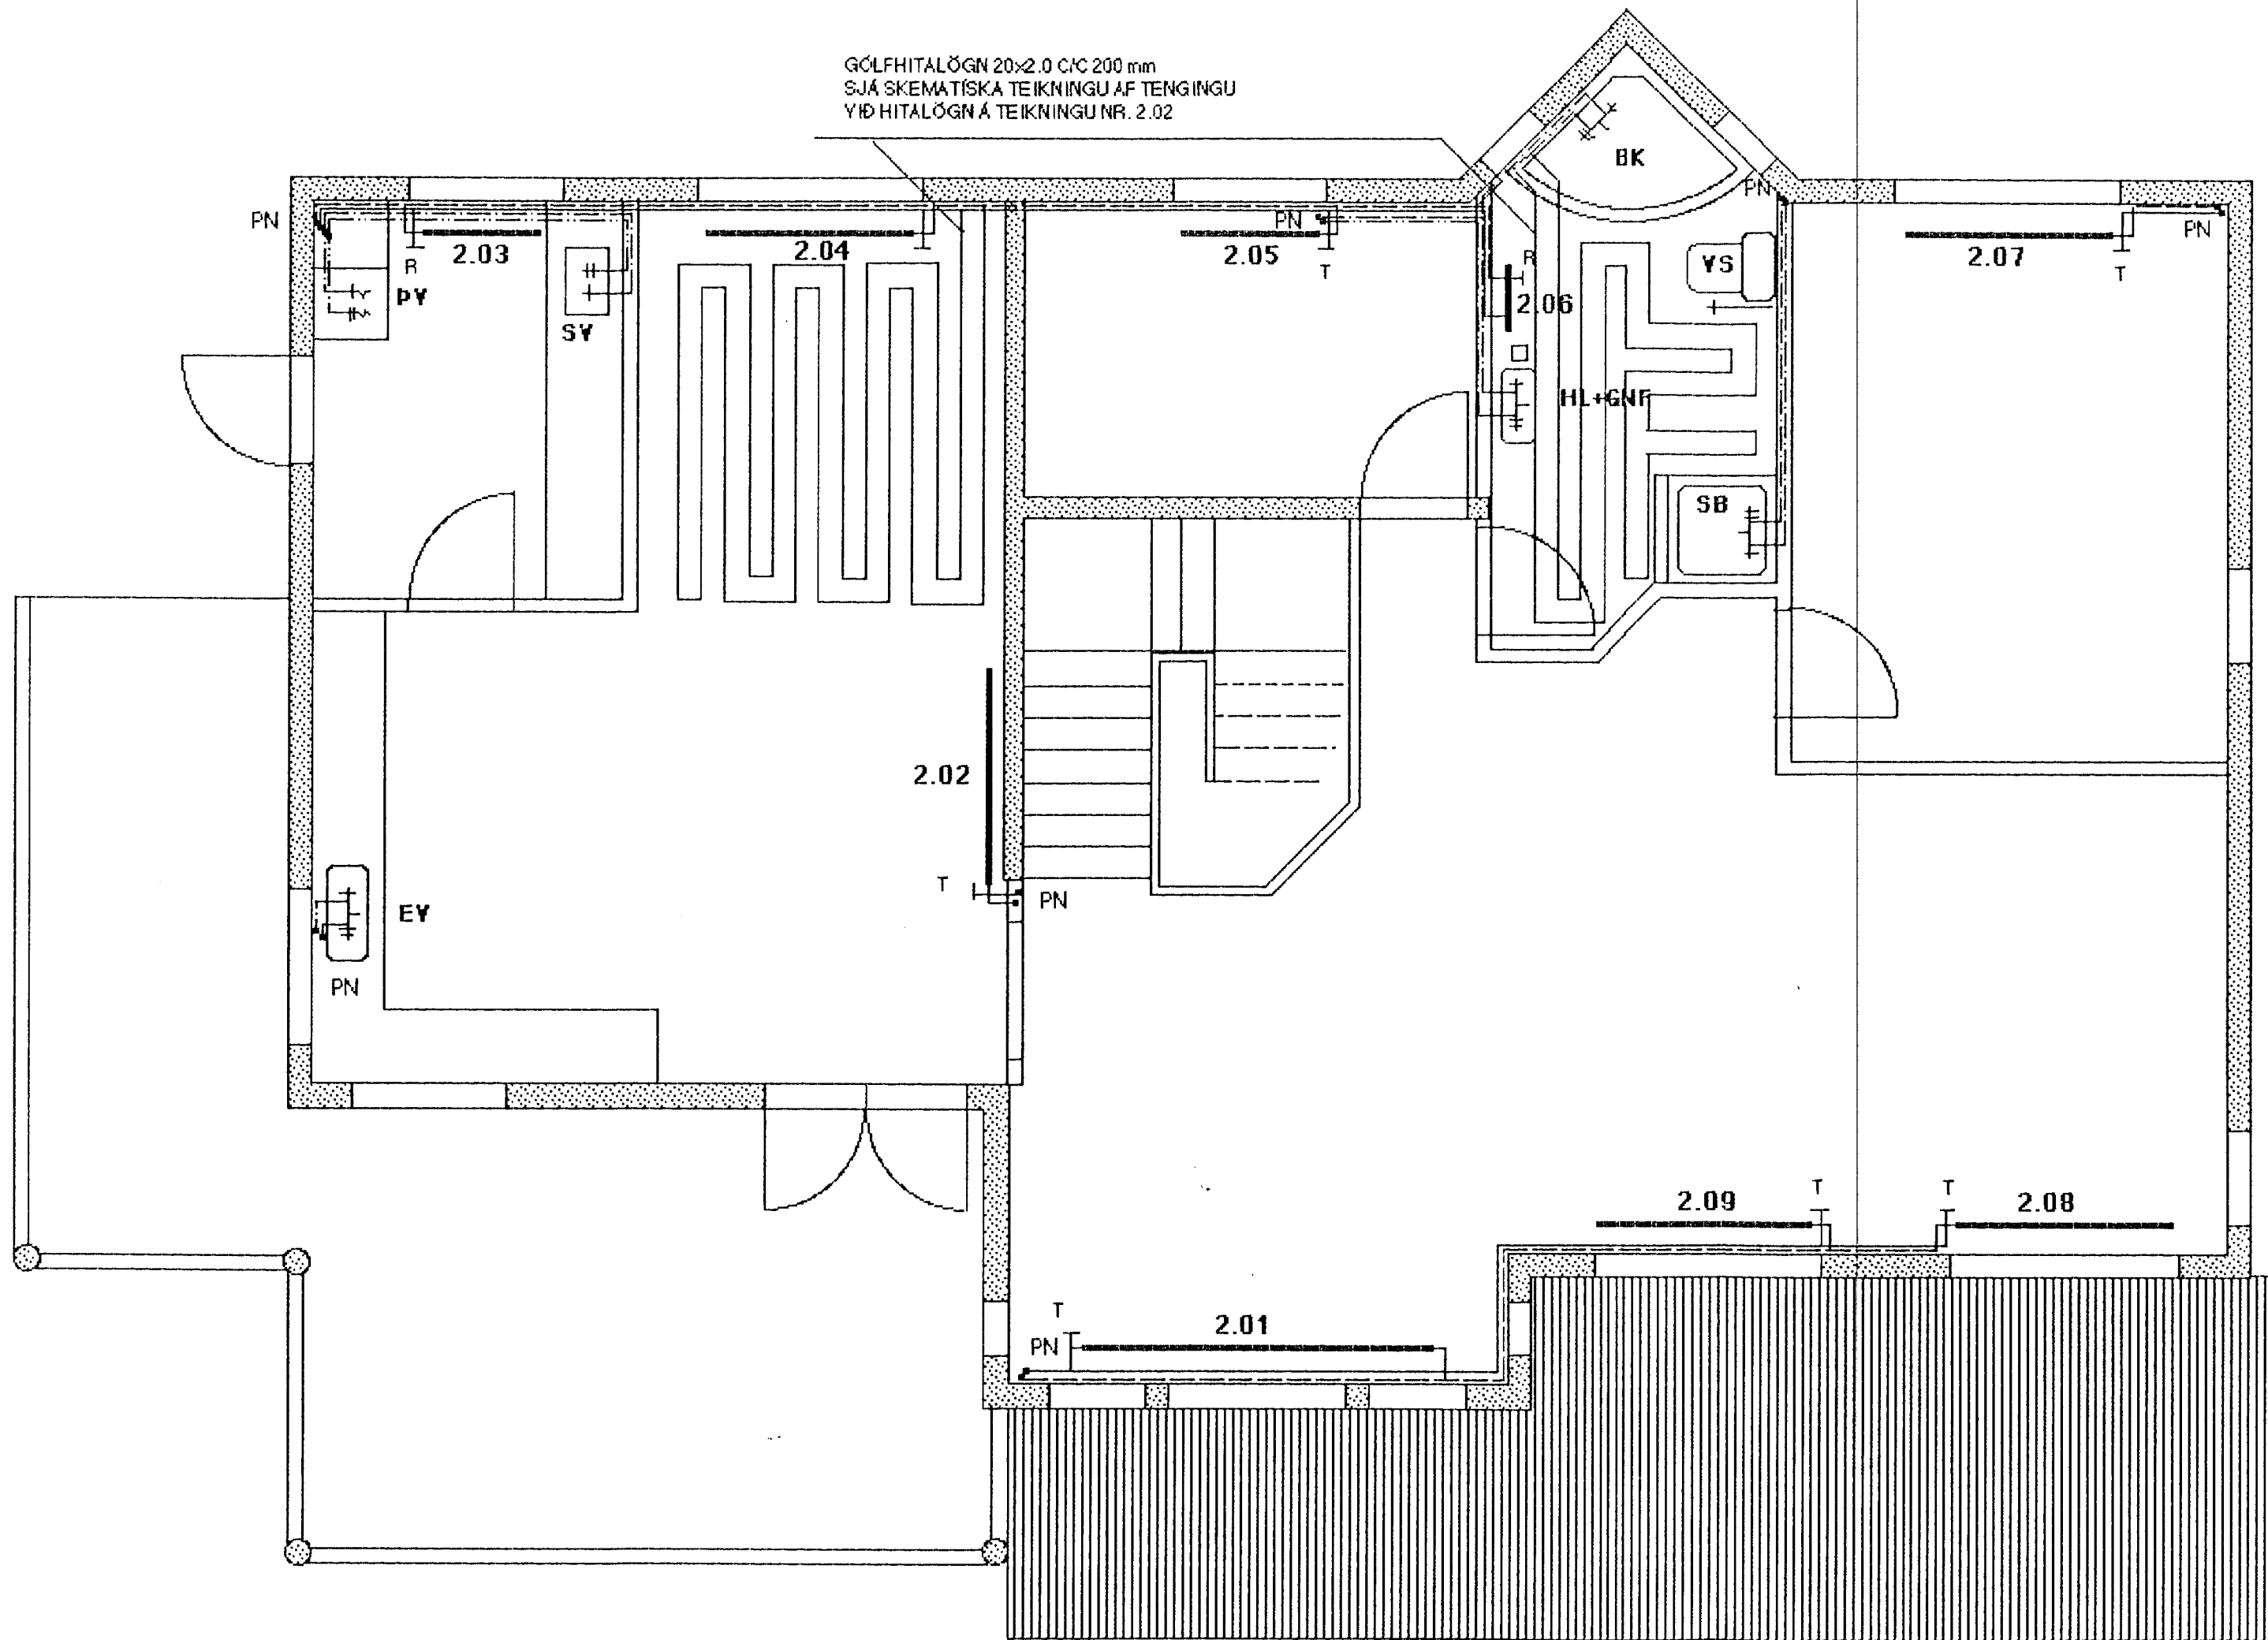 GÓLFHITALÖGN 20x2.0 C/C 200 mm
SJÁ SKEMATÍSKA TEIKNINGU AF TENGINGU
VIÐ HITALÖGN Á TEIKNINGU NR. 2.02
BK
PN
PN
2.03
R
ÞV
SV
2.04
PN
2.05
T
R
2.06
VS
2.07
PN
T
HL+GNF
SB
2.02
T
PN
EV
PN
2.09
T
T
2.08
T
PN
2.01